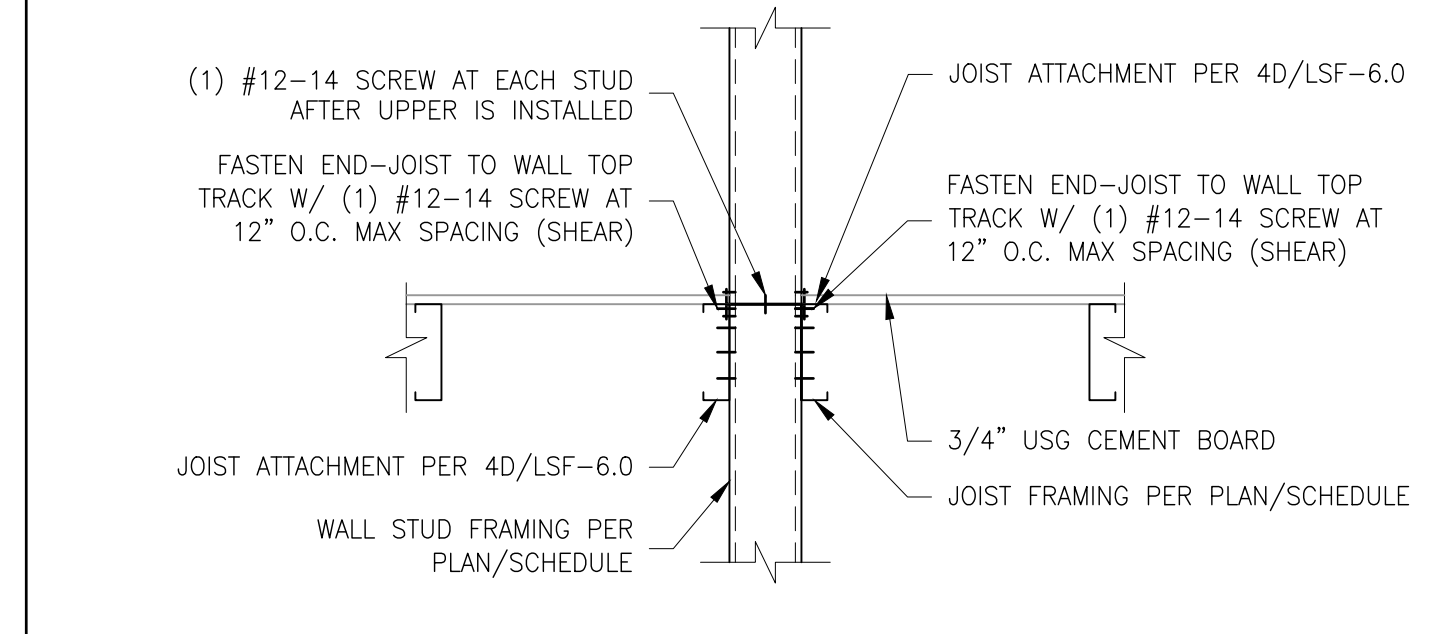 (1) #12-14 SCREW AT EACH STUD
AFTER UPPER IS INSTALLED
FASTEN END-JOIST TO WALL TOP
TRACK W/ (1) #12-14 SCREW AT
12" O.C. MAX SPACING (SHEAR)
JOIST ATTACHMENT PER 4D/LSF-6.0
WALL STUD FRAMING PER
PLAN/SCHEDULE
JOIST ATTACHMENT PER 4D/LSF-6.0
FASTEN END-JOIST TO WALL TOP
TRACK W/ (1) #12-14 SCREW AT
12" O.C. MAX SPACING (SHEAR)
3/4" USG CEMENT BOARD
JOIST FRAMING PER PLAN/SCHEDULE